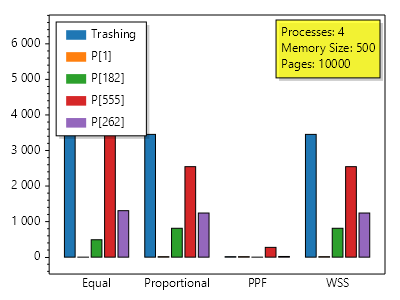 6 000
5 000
4 000
3 000
2 000
1 000
0
Trashing
P[1]
P[182]
P[555]
P[262]
Processes: 4
Memory Size: 500
Pages: 10000
Equal Proportional PPF WSS